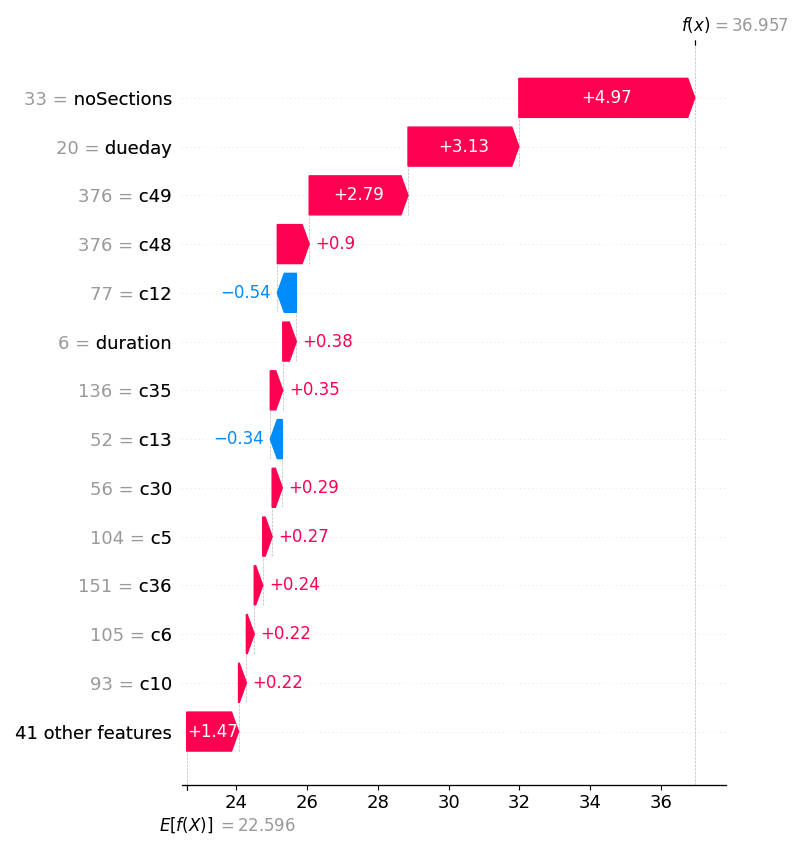 f(x) = 36.957
33 = noSections +4.97
20 = dueday +3.13
376 = c49 +2.79
376 = c48 +0.9
77 = c12 −0.54
6 = duration +0.38
136 = c35 +0.35
52 = c13 −0.34
56 = c30 +0.29
104 = c5 +0.27
151 = c36 +0.24
105 = c6 +0.22
93 = c10 +0.22
41 other features +1.47
24 26 28 30 32 34 36
E[f(X)] = 22.596